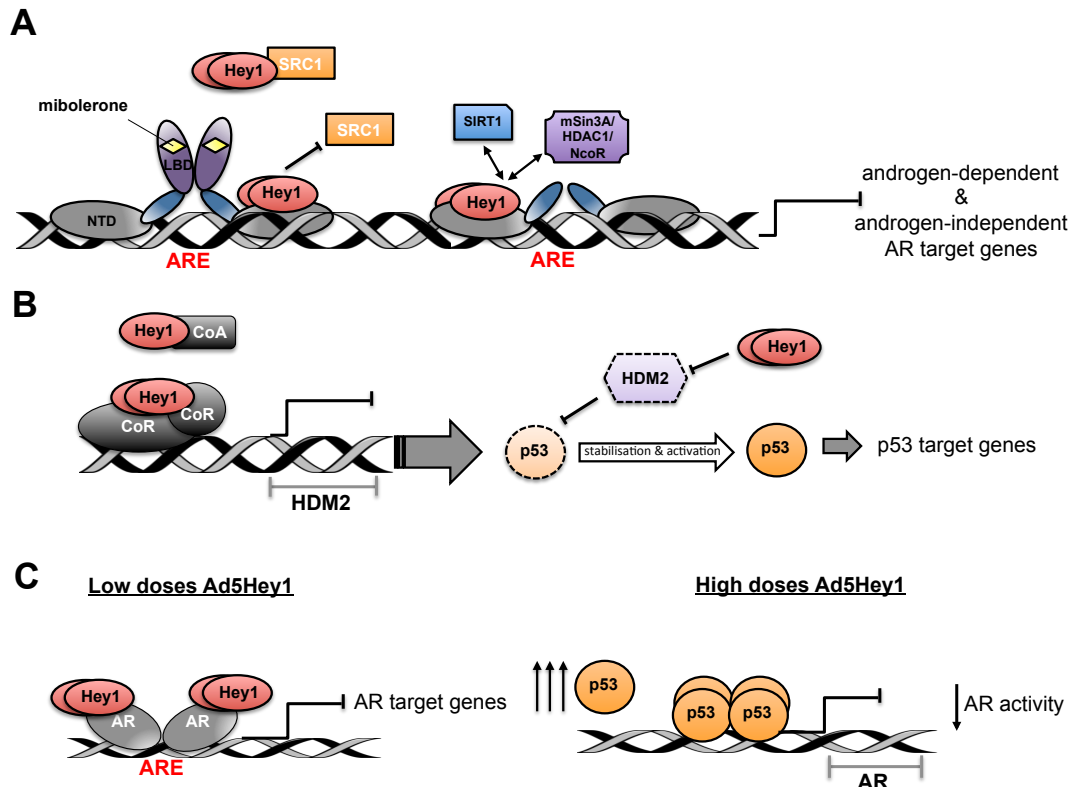 A
Hey1
SRC1
mibolerone
LBD
SRC1
Hey1
NTD
ARE
SIRT1
mSin3A/
HDAC1/
NcoR
Hey1
ARE
androgen-dependent
&
androgen-independent
AR target genes
B
Hey1
CoA
Hey1
CoR
CoR
HDM2
Hey1
HDM2
p53
stabilisation & activation
p53
p53 target genes
C
Low doses Ad5Hey1
Hey1
Hey1
AR
AR
AR target genes
ARE
High doses Ad5Hey1
p53
p53
p53
AR activity
AR